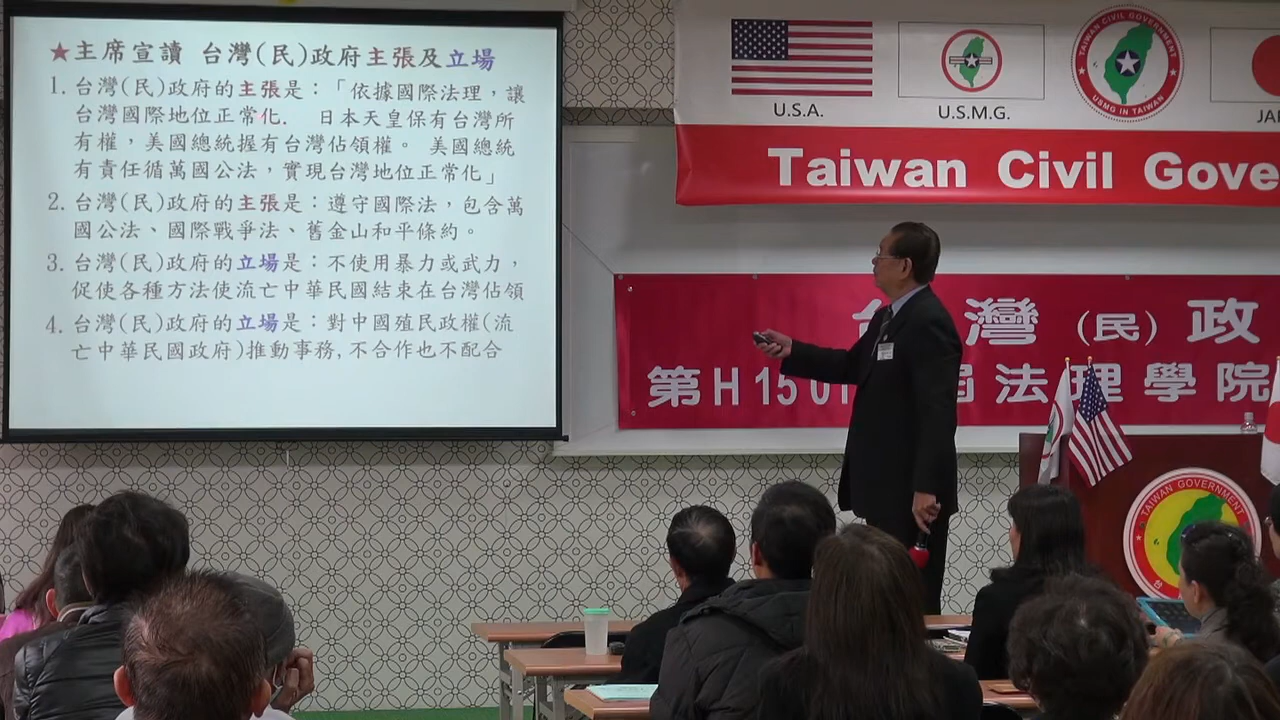 ★主席宣讀 台灣(民)政府主張及立場
1. 台灣(民)政府的主張是：「依據國際法理，讓
台灣國際地位正常化. 日本天皇保有台灣所
有權，美國總統握有台灣佔領權。 美國總統
有責任循萬國公法，實現台灣地位正常化」
2. 台灣(民)政府的主張是：遵守國際法，包含萬
國公法、國際戰爭法、舊金山和平條約。
3. 台灣(民)政府的立場是：不使用暴力或武力，
促使各種方法使流亡中華民國結束在台灣佔領
4. 台灣(民)政府的立場是：對中國殖民政權(流
亡中華民國政府)推動事務,不合作也不配合
U.S.A.
U.S.M.G.
TAIWAN CIVIL GOVERNMENT
USMG IN TAIWAN
JAP
Taiwan Civil Gove
台灣(民)政
第H1501屆法理學院
TAIWAN GOVERNMENT